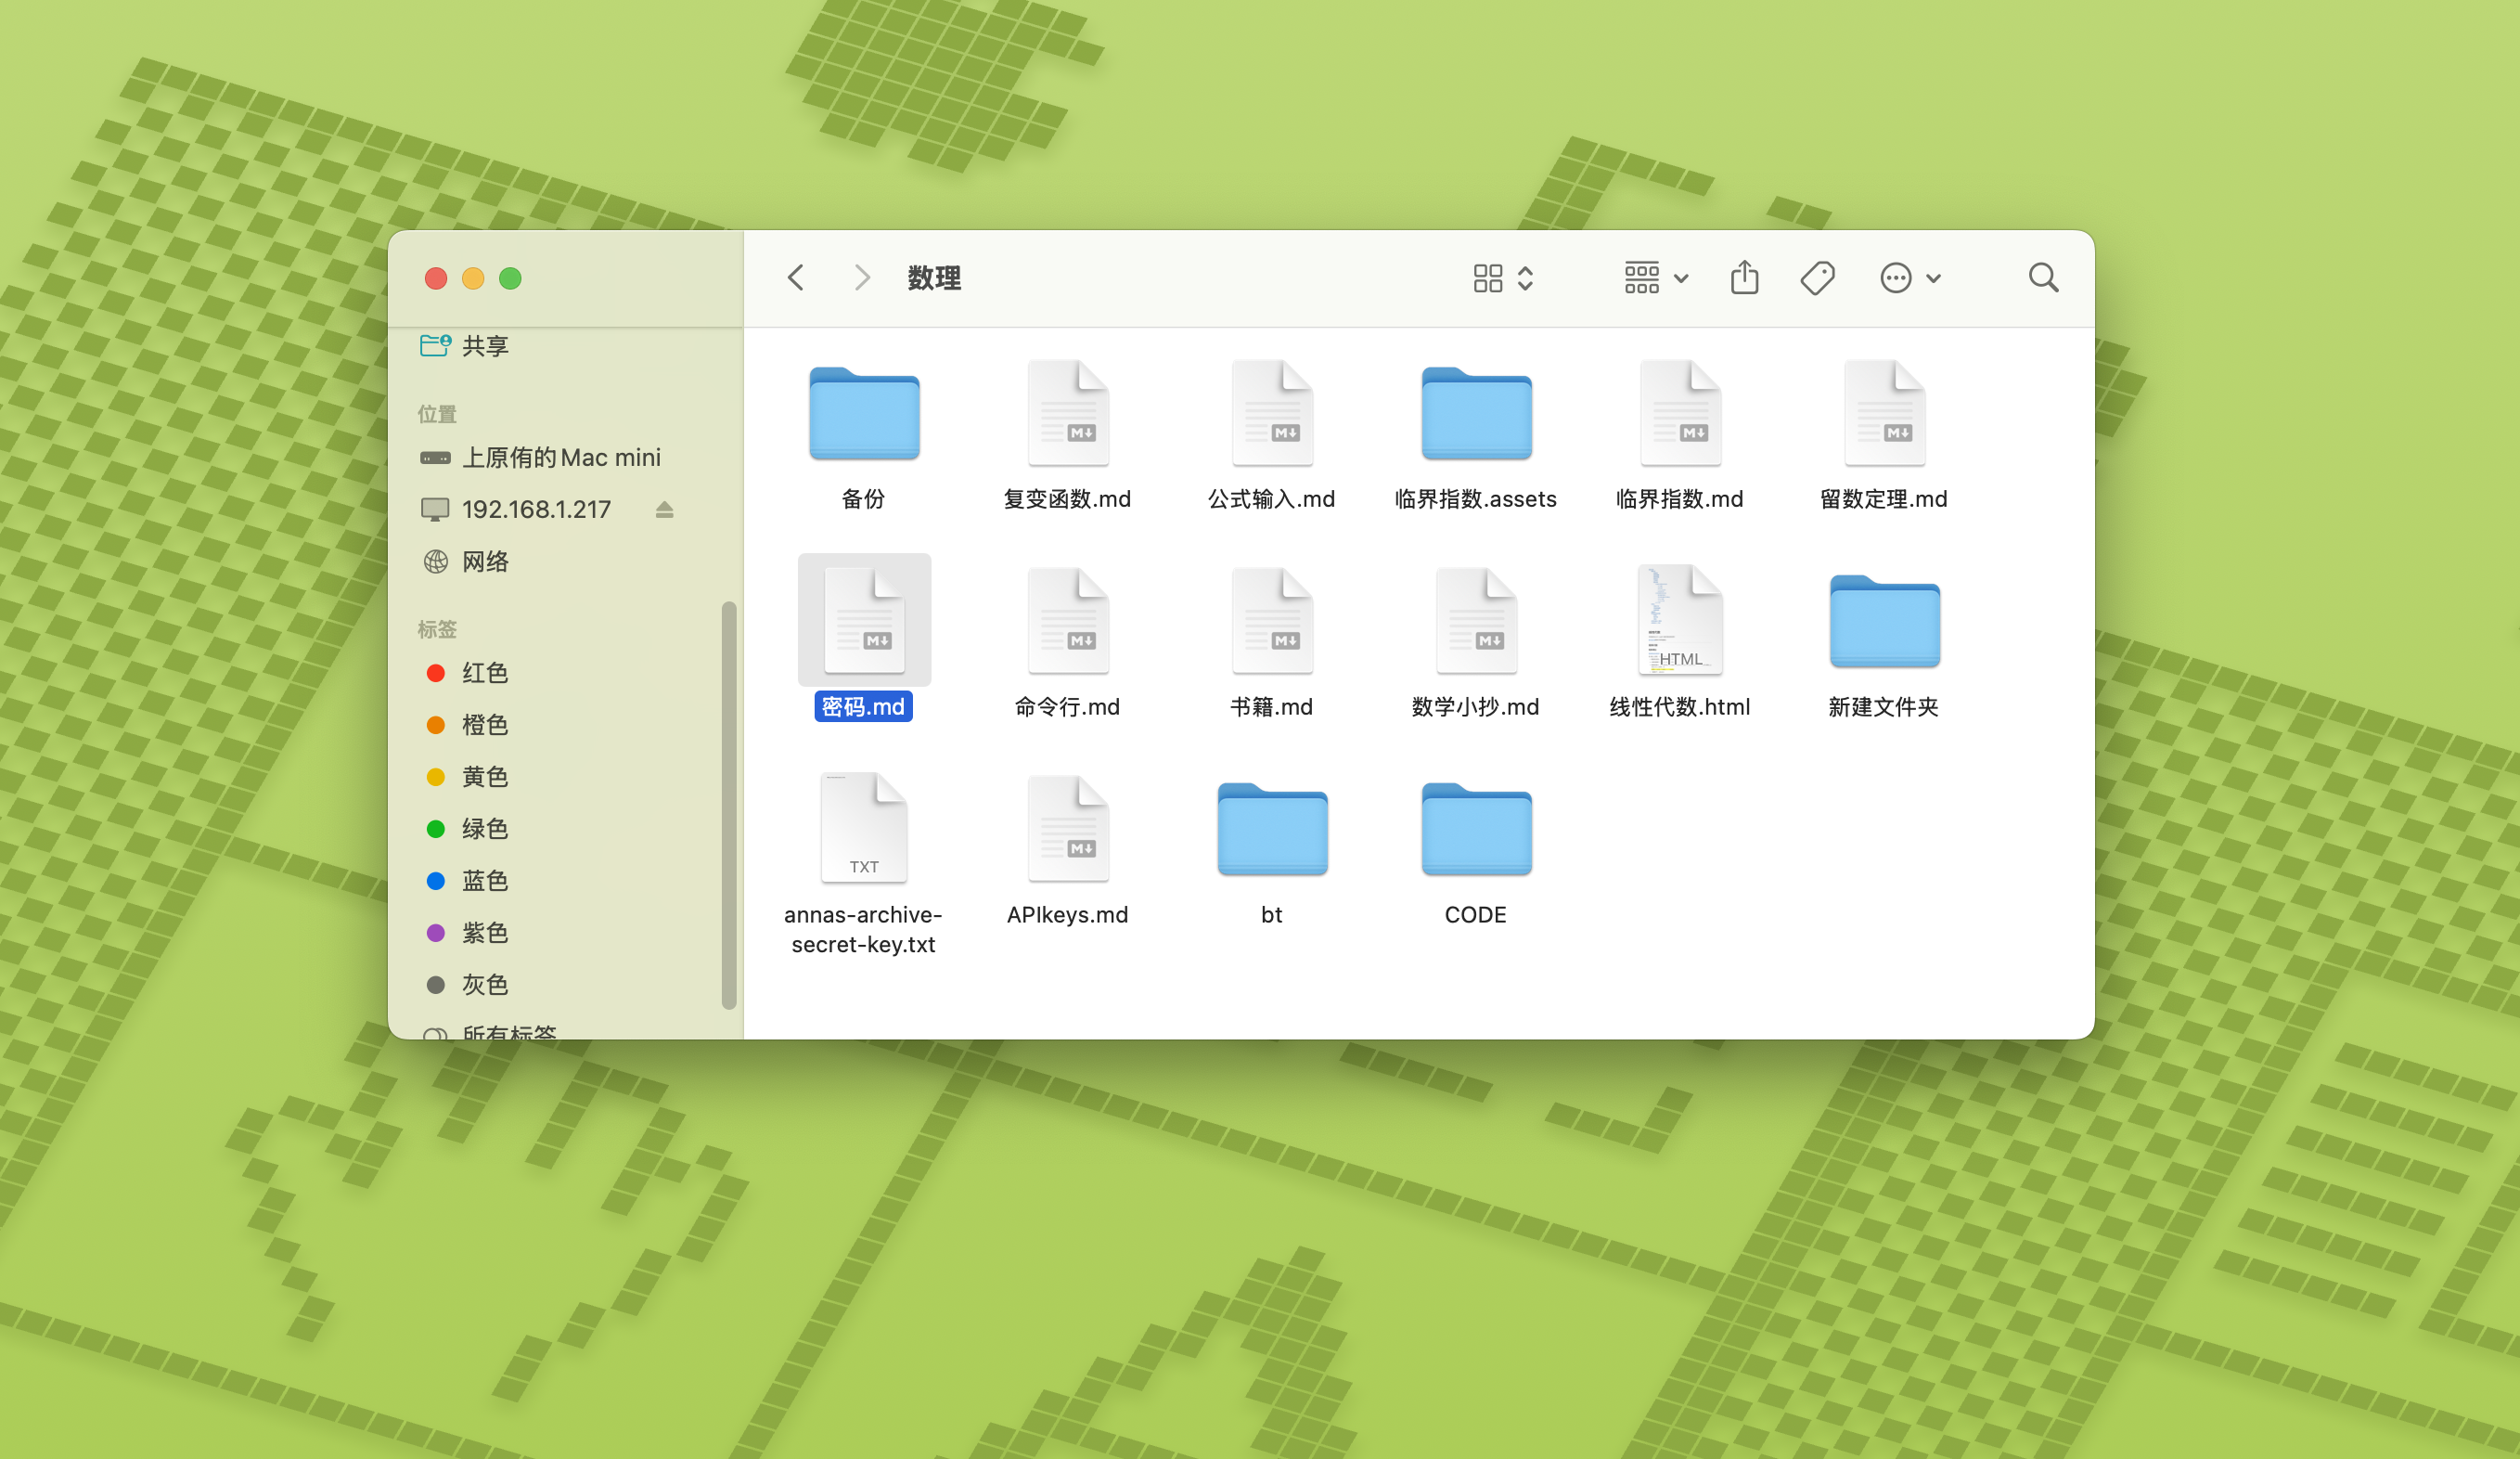 数理
共享
位置
上原侑的Mac mini
192.168.1.217
网络
标签
红色
橙色
黄色
绿色
蓝色
紫色
灰色
所有标签
备份
复变函数.md
公式输入.md
临界指数.assets
临界指数.md
留数定理.md
密码.md
命令行.md
书籍.md
数学小抄.md
HTML
线性代数.html
新建文件夹
TXT
annas-archive-
secret-key.txt
APIkeys.md
bt
CODE